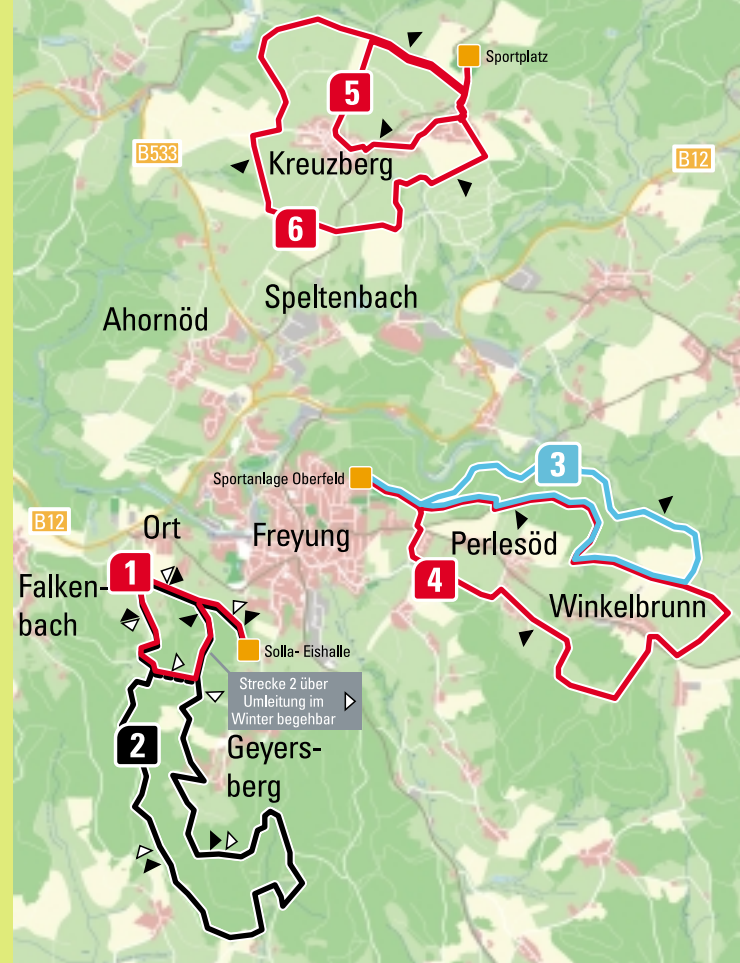 Sportplatz
5
B533
B12
Kreuzberg
6
Speltenbach
Ahornöd
3
Sportanlage Oberfeld
B12
Ort
Freyung
Perlesöd
1
4
Falken-
bach
Winkelbrunn
Solla- Eishalle
Strecke 2 über
Umleitung im
Winter begehbar
2
Geyers-
berg